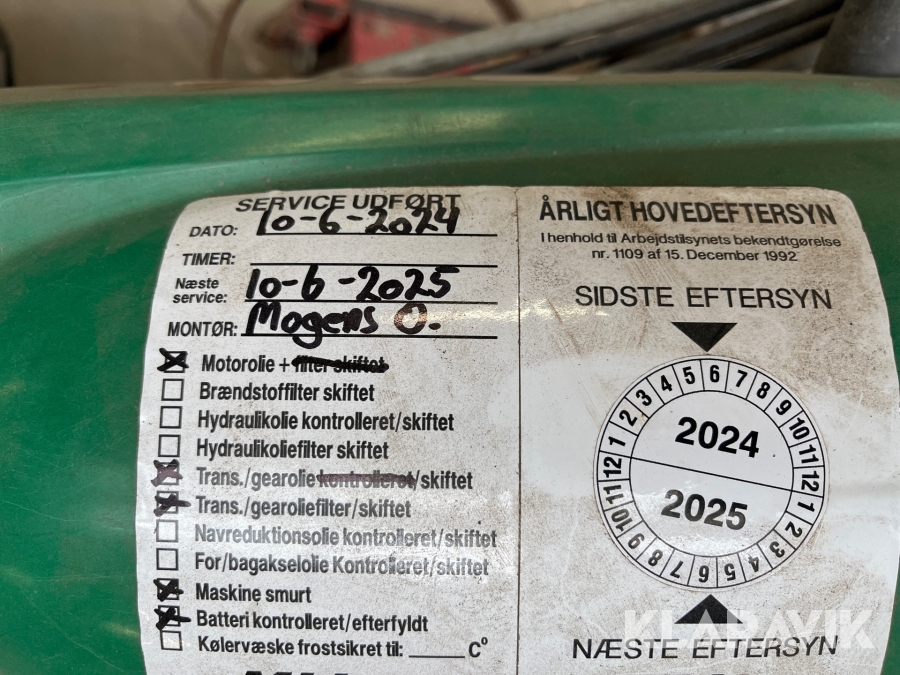 SERVICE UDFØRT
DATO: 10-6-2024
TIMER:
Næste service: 10-6-2025
MONTØR: Mogens O.
Motorolie + filter skiftet
Brændstoffilter skiftet
Hydraulikolie kontrolleret/skiftet
Hydraulikoliefilter skiftet
Trans./gearolie kontrolleret/skiftet
Trans./gearoliefilter/skiftet
Navreduktionsolie kontrolleret/skiftet
For/bagakselolie Kontrolleret/skiftet
Maskine smurt
Batteri kontrolleret/efterfyldt
Kølervæske frostsikret til: C°
ÅRLIGT HOVEDEFTERSYN
I henhold til Arbejdstilsynets bekendtgørelse
nr. 1109 af 15. December 1992
SIDSTE EFTERSYN
1 2 3 4 5 6 7 8 9 10 11 12
2024
2025
1 2 3 4 5 6 7 8 9 10 11 12
NÆSTE EFTERSYN
KLARAVIK